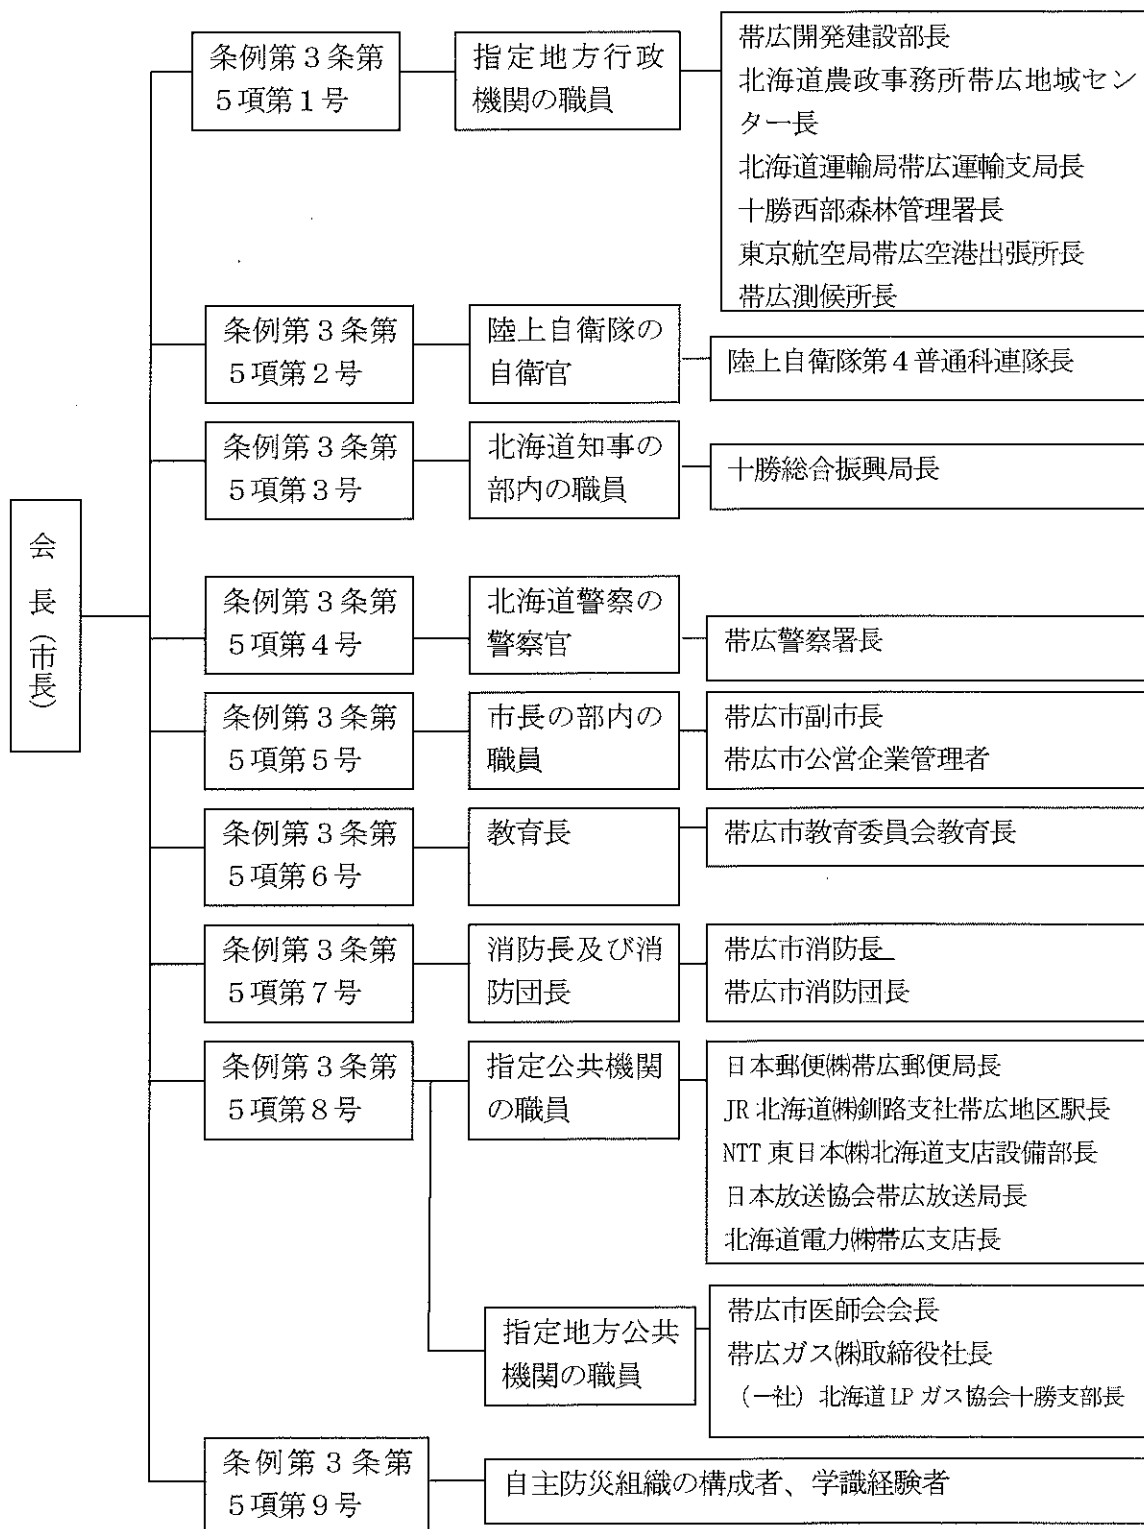 会長（市長）
条例第３条第
５項第１号
指定地方行政
機関の職員
帯広開発建設部長
北海道農政事務所帯広地域セン
ター長
北海道運輸局帯広運輸支局長
十勝西部森林管理署長
東京航空局帯広空港出張所長
帯広測候所長
条例第３条第
５項第２号
陸上自衛隊の
自衛官
陸上自衛隊第４普通科連隊長
条例第３条第
５項第３号
北海道知事の
部内の職員
十勝総合振興局長
条例第３条第
５項第４号
北海道警察の
警察官
帯広警察署長
条例第３条第
５項第５号
市長の部内の
職員
帯広市副市長
帯広市公営企業管理者
条例第３条第
５項第６号
教育長
帯広市教育委員会教育長
条例第３条第
５項第７号
消防長及び消
防団長
帯広市消防長
帯広市消防団長
条例第３条第
５項第８号
指定公共機関
の職員
日本郵便㈱帯広郵便局長
JR北海道㈱釧路支社帯広地区駅長
NTT東日本㈱北海道支店設備部長
日本放送協会帯広放送局長
北海道電力㈱帯広支店長
指定地方公共
機関の職員
帯広市医師会会長
帯広ガス㈱取締役社長
（一社）北海道LPガス協会十勝支部長
条例第３条第
５項第９号
自主防災組織の構成者、学識経験者